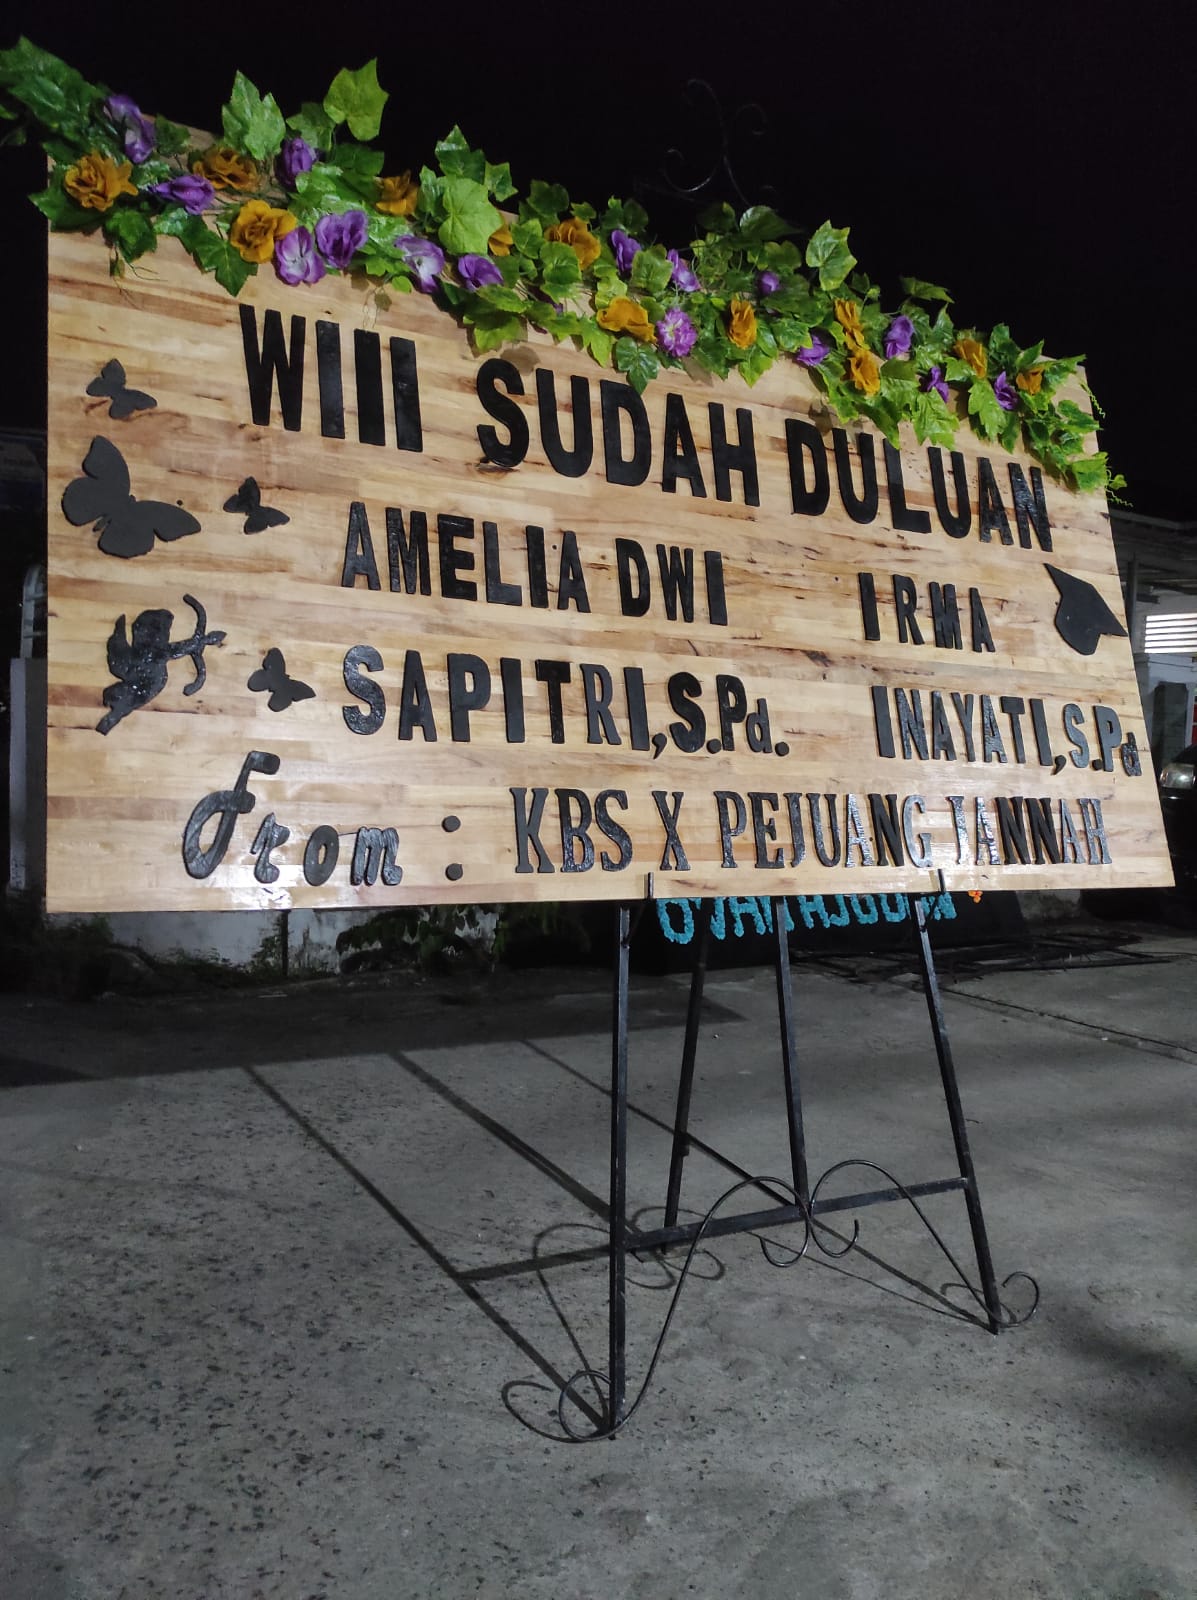 WIII SUDAH DULUAN
AMELIA DWI
SAPITRI,S.Pd.
IRMA
INAYATI,S.Pd
From : KBS X PEJUANG JANNAH